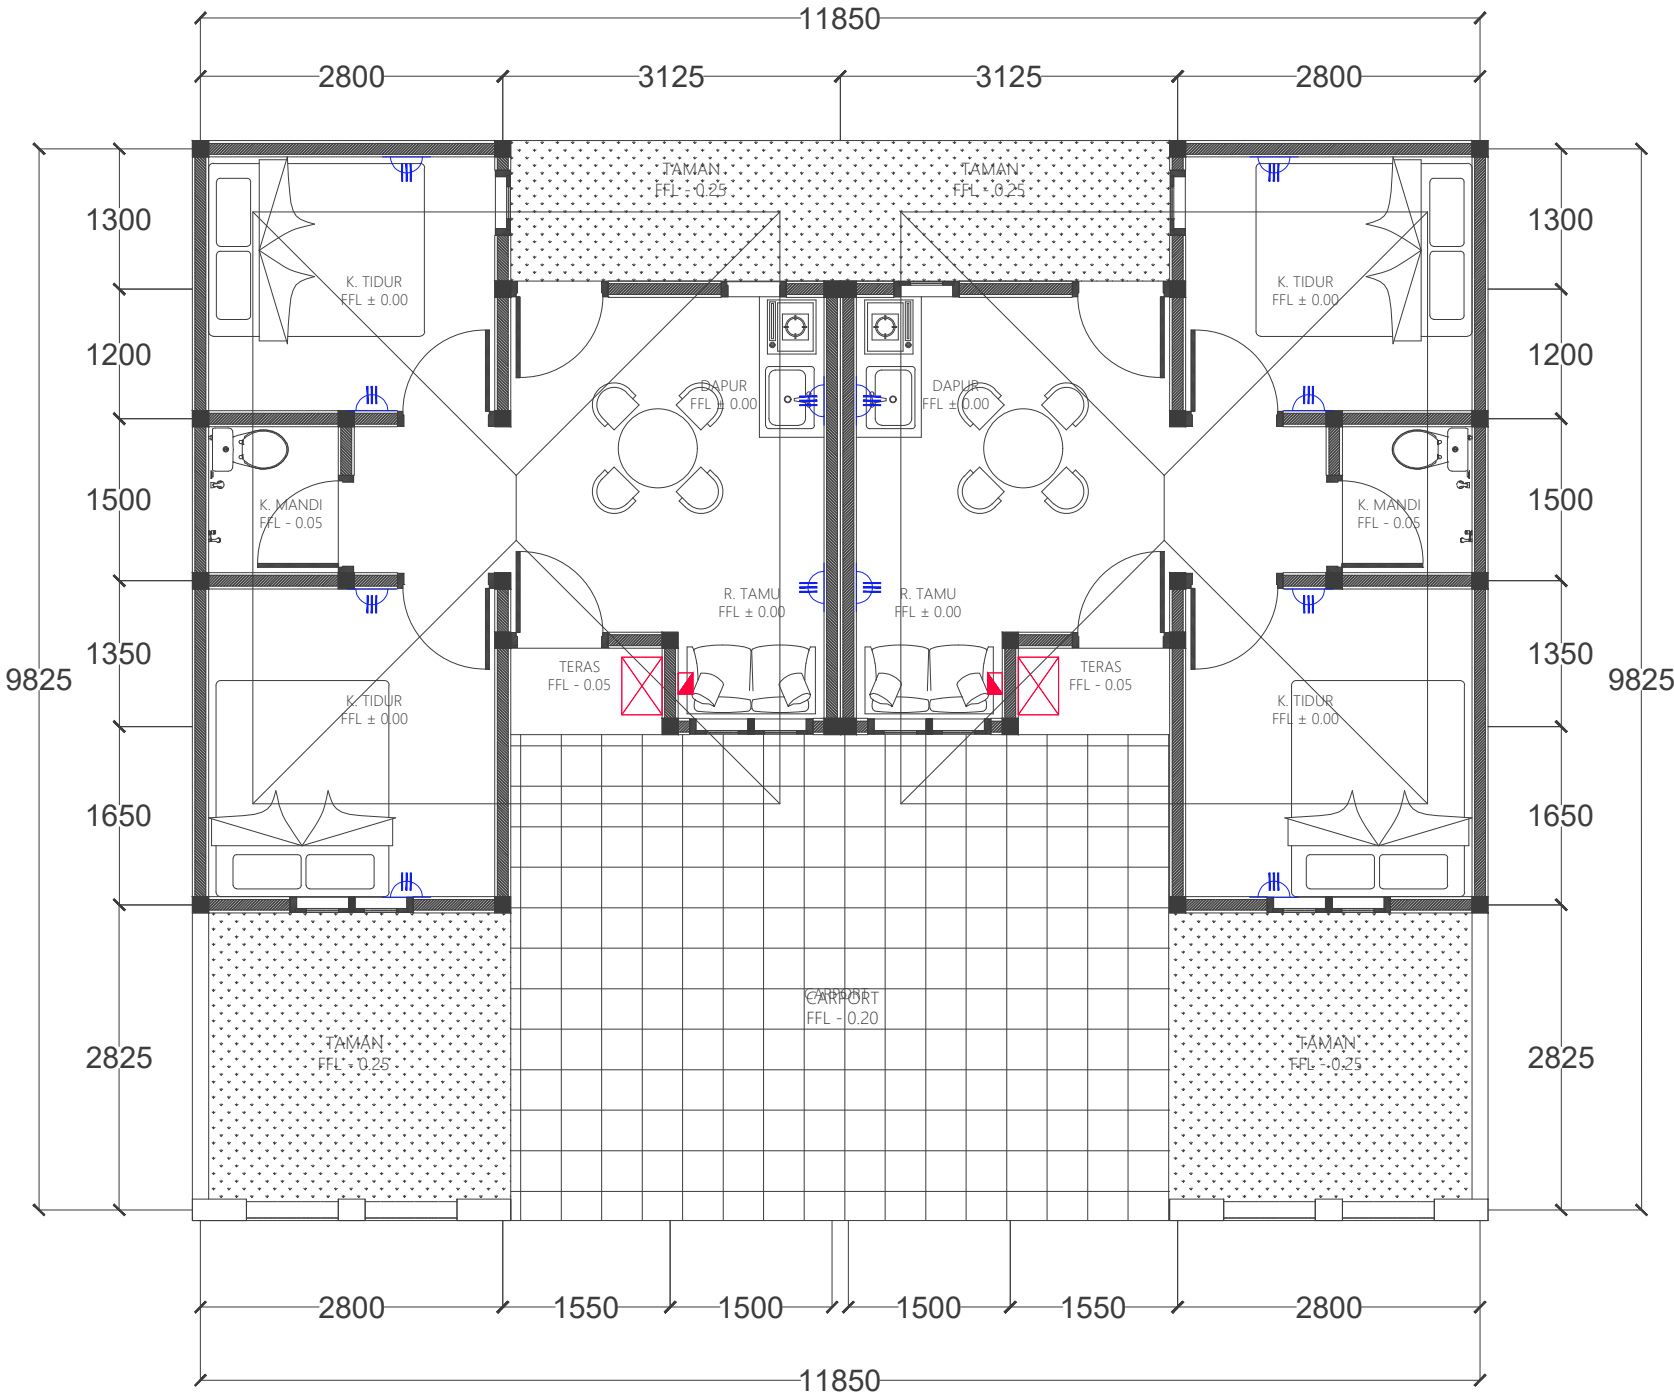 11850
2800
3125
3125
2800
TAMAN
FFL - 0.25
TAMAN
FFL - 0.25
1300
1300
K. TIDUR
FFL ± 0.00
K. TIDUR
FFL ± 0.00
1200
1200
DAPUR
FFL ± 0.00
DAPUR
FFL ± 0.00
1500
1500
K. MANDI
FFL - 0.05
K. MANDI
FFL - 0.05
R. TAMU
FFL ± 0.00
R. TAMU
FFL ± 0.00
1350
1350
9825
9825
TERAS
FFL - 0.05
TERAS
FFL - 0.05
K. TIDUR
FFL ± 0.00
K. TIDUR
FFL ± 0.00
1650
1650
CARPORT
CARPORT
FFL - 0.20
2825
2825
TAMAN
FFL - 0.25
TAMAN
FFL - 0.25
2800
1550
1500
1500
1550
2800
11850